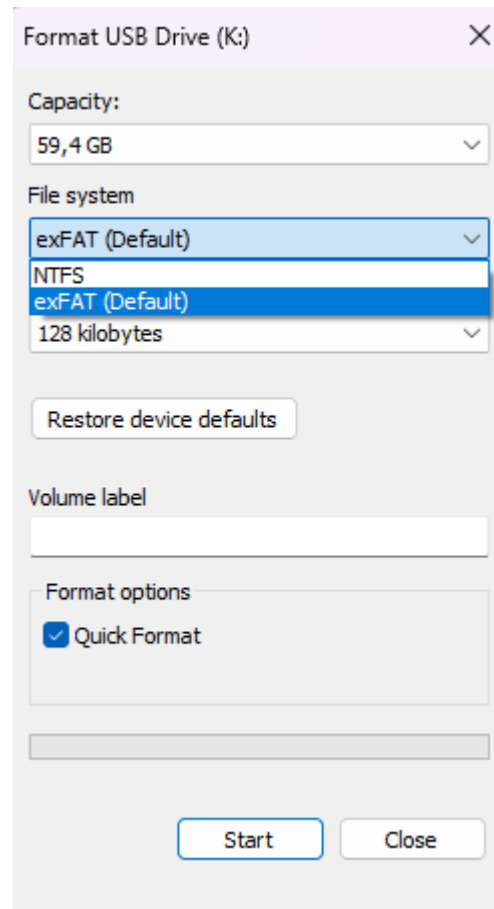 Format USB Drive (K:)
Capacity:
59,4 GB
File system
exFAT (Default)
NTFS
exFAT (Default)
128 kilobytes
Restore device defaults
Volume label
Format options
Quick Format
Start
Close